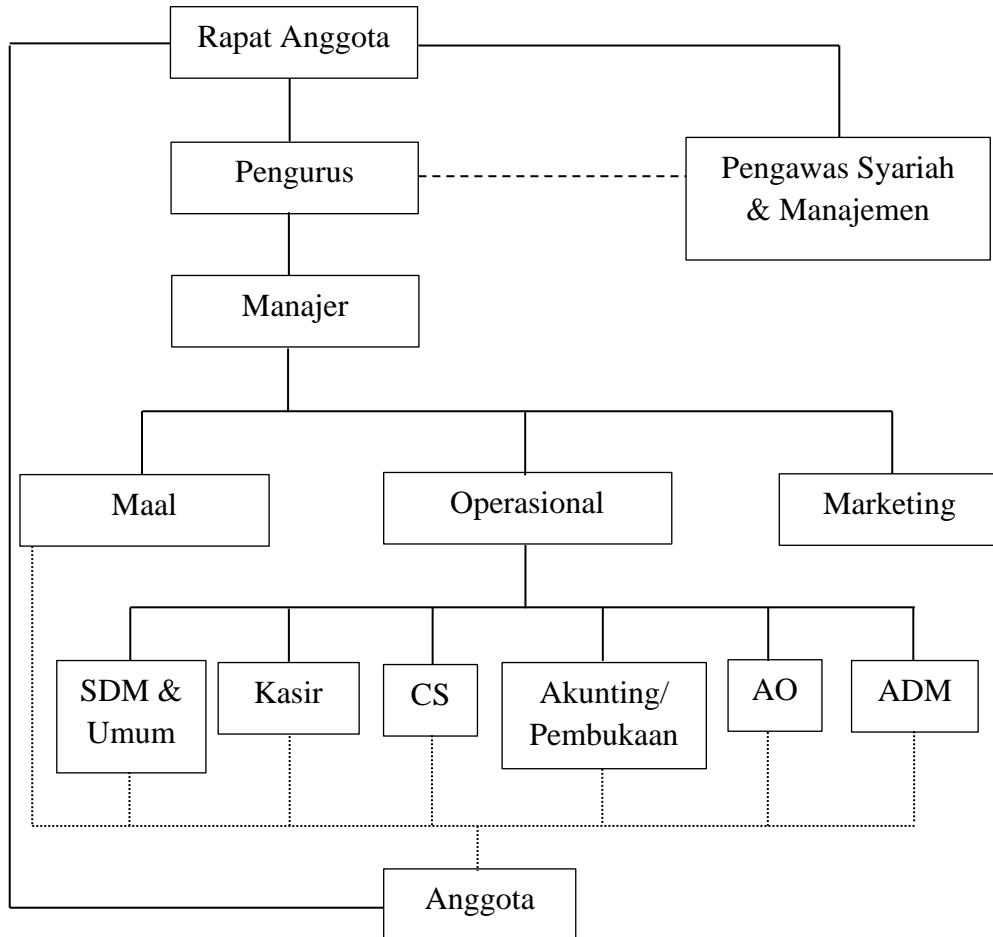 Rapat Anggota
Pengurus
Pengawas Syariah
& Manajemen
Manajer
Maal
Operasional
Marketing
SDM &
Umum
Kasir
CS
Akunting/
Pembukaan
AO
ADM
Anggota